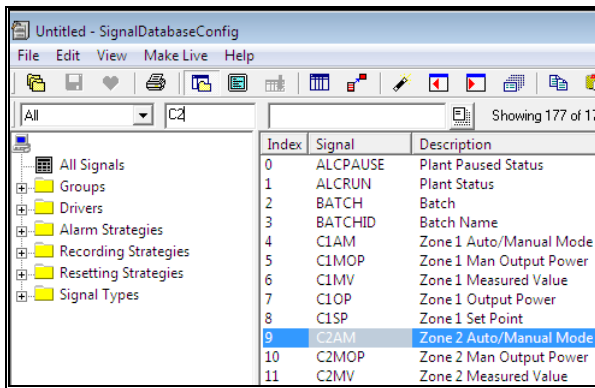 Untitled - SignalDatabaseConfig
File Edit View Make Live Help
All C2 Showing 177 of 17
All Signals
Groups
Drivers
Alarm Strategies
Recording Strategies
Resetting Strategies
Signal Types
Index Signal Description
0 ALCPAUSE Plant Paused Status
1 ALCRUN Plant Status
2 BATCH Batch
3 BATCHID Batch Name
4 C1AM Zone 1 Auto/Manual Mode
5 C1MOP Zone 1 Man Output Power
6 C1MV Zone 1 Measured Value
7 C1OP Zone 1 Output Power
8 C1SP Zone 1 Set Point
9 C2AM Zone 2 Auto/Manual Mode
10 C2MOP Zone 2 Man Output Power
11 C2MV Zone 2 Measured Value